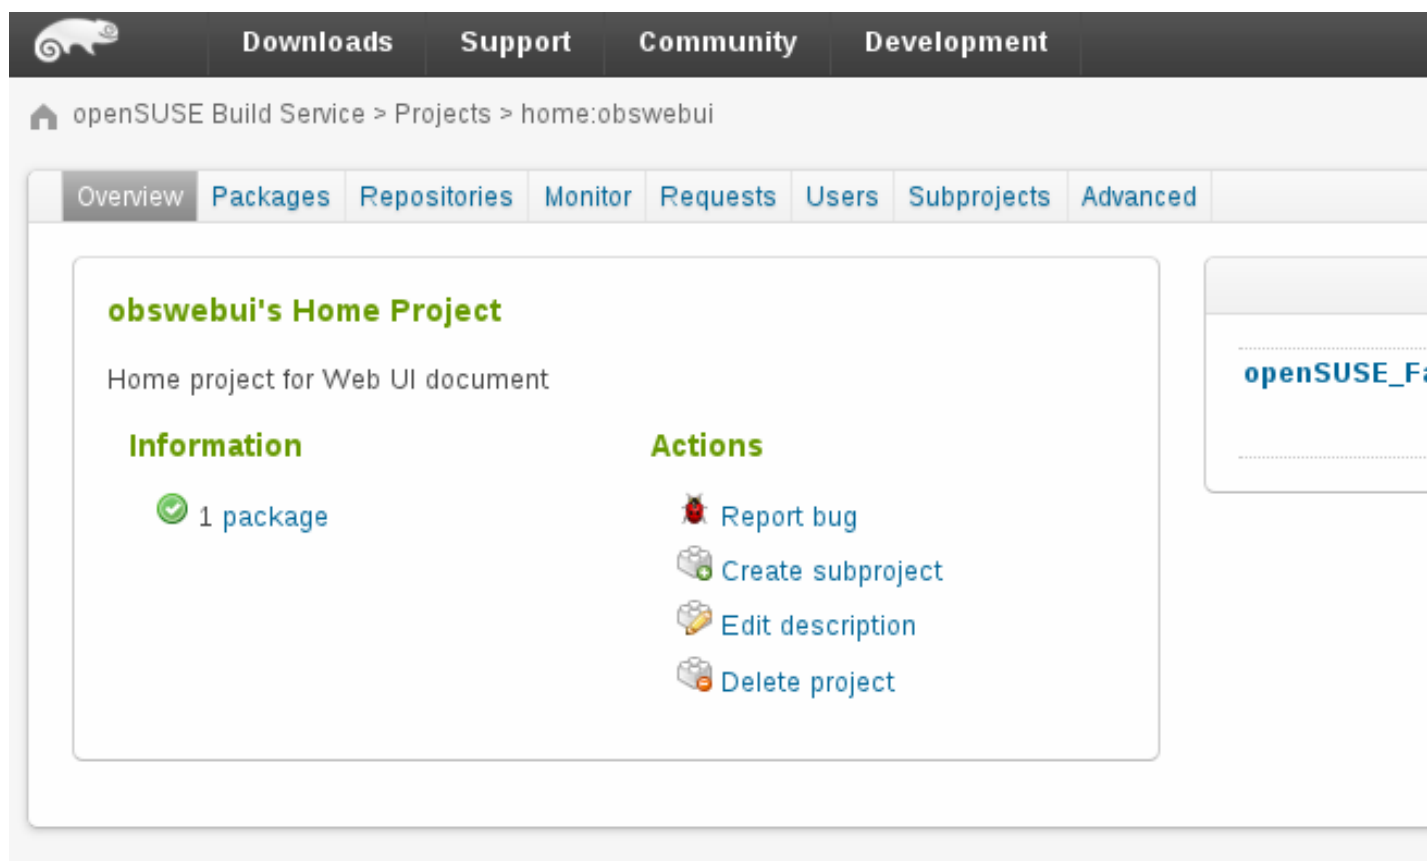 Downloads Support Community Development
openSUSE Build Service > Projects > home:obswebui
Overview Packages Repositories Monitor Requests Users Subprojects Advanced
obswebui's Home Project
Home project for Web UI document
Information
1 package
Actions
Report bug
Create subproject
Edit description
Delete project
openSUSE_Fa